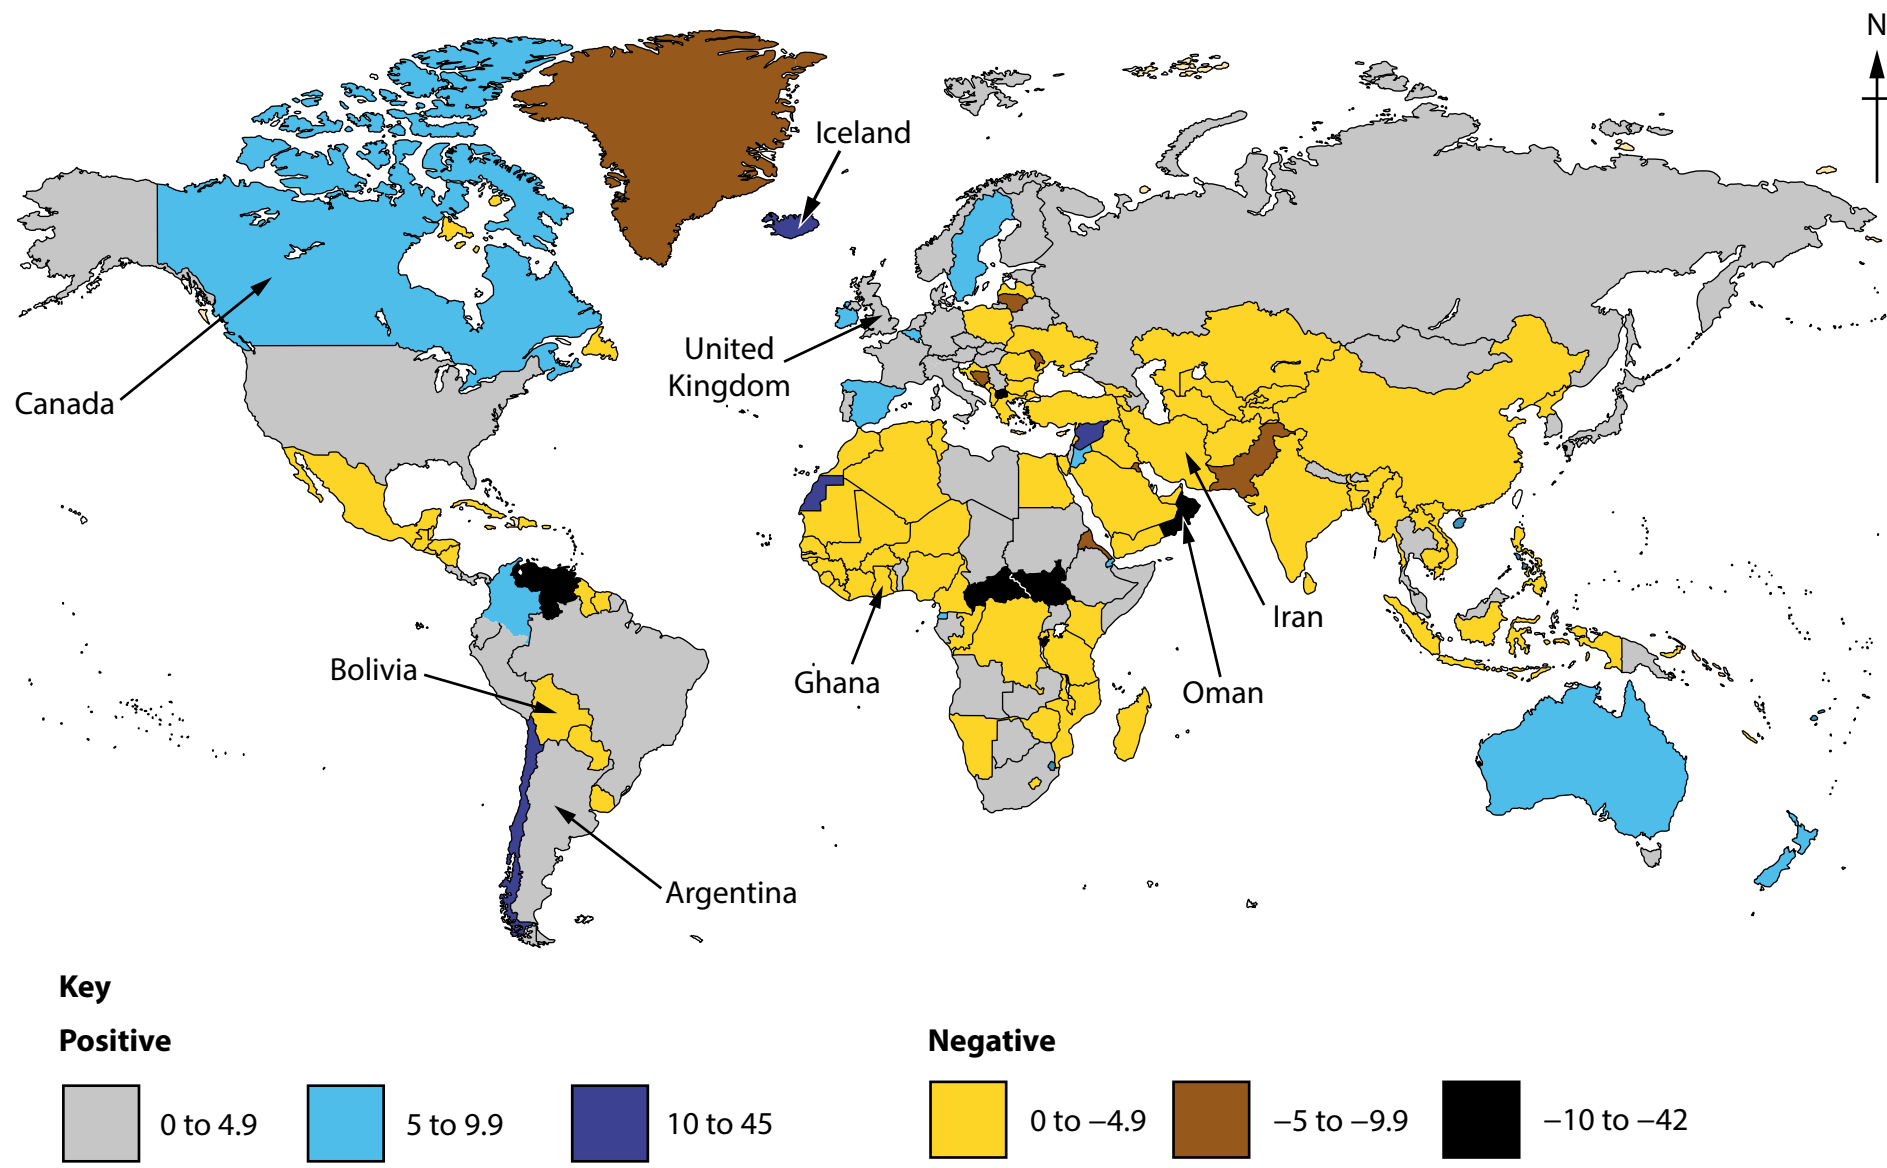 N
Iceland
United
Kingdom
Canada
Iran
Bolivia
Ghana
Oman
Argentina
Key
Positive
Negative
0 to 4.9
5 to 9.9
10 to 45
0 to −4.9
−5 to −9.9
−10 to −42